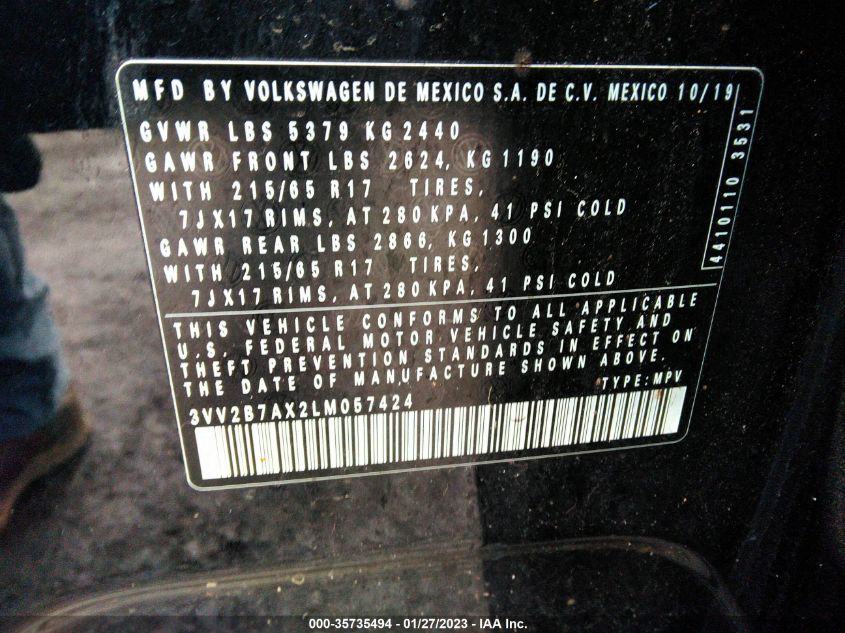 MFD BY VOLKSWAGEN DE MEXICO S.A. DE C.V. MEXICO 10/19
GVWR LBS 5379 KG 2440
GAWR FRONT LBS 2624, KG 1190
WITH 215/65 R17 TIRES,
7JX17 RIMS, AT 280 KPA, 41 PSI COLD
GAWR REAR LBS 2866, KG 1300
WITH 215/65 R17 TIRES,
7JX17 RIMS, AT 280 KPA, 41 PSI COLD
4410110 3531
THIS VEHICLE CONFORMS TO ALL APPLICABLE
U.S. FEDERAL MOTOR VEHICLE SAFETY AND
THEFT PREVENTION STANDARDS IN EFFECT ON
THE DATE OF MANUFACTURE SHOWN ABOVE.
3VV2B7AX2LM057424 TYPE: MPV
000-35735494 - 01/27/2023 - IAA Inc.